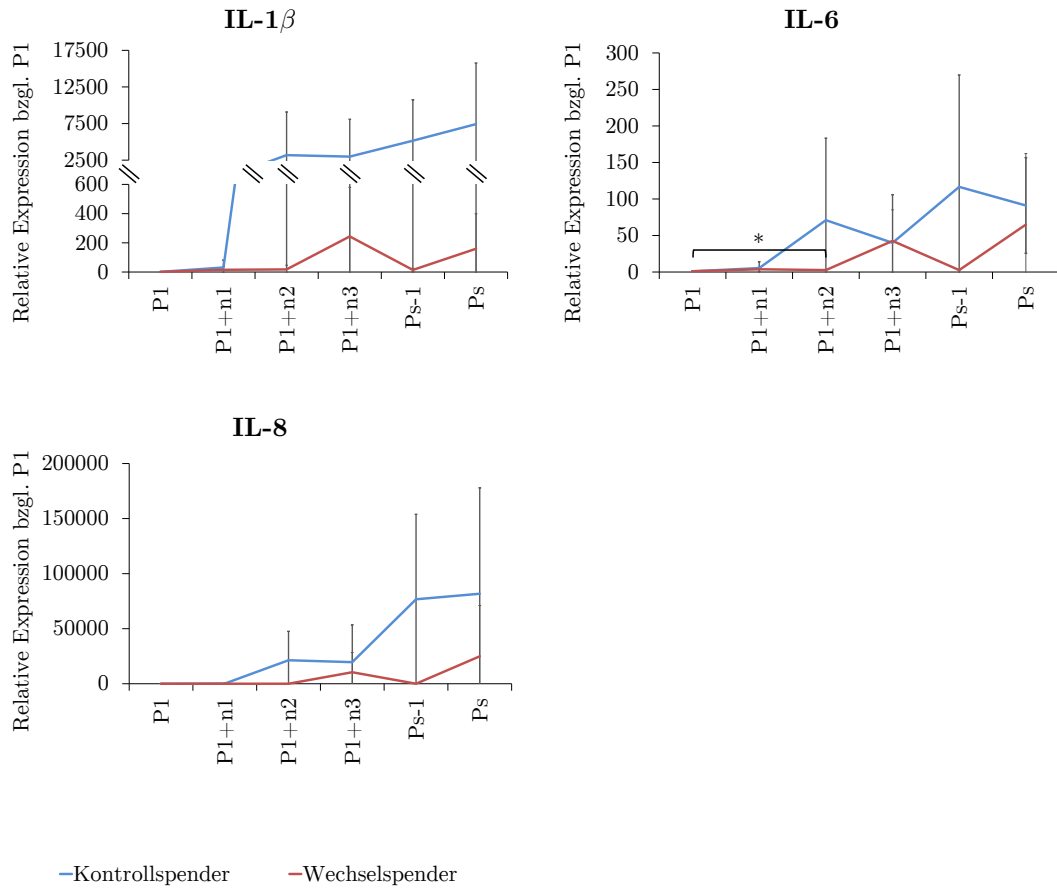 IL-1β
Relative Expression bzgl. P1
17500
12500
7500
2500
600
400
200
0
P1
P1+n1
P1+n2
P1+n3
Ps-1
Ps
IL-6
Relative Expression bzgl. P1
300
250
200
150
100
50
0
*
P1
P1+n1
P1+n2
P1+n3
Ps-1
Ps
IL-8
Relative Expression bzgl. P1
200000
150000
100000
50000
0
P1
P1+n1
P1+n2
P1+n3
Ps-1
Ps
Kontrollspender
Wechselspender